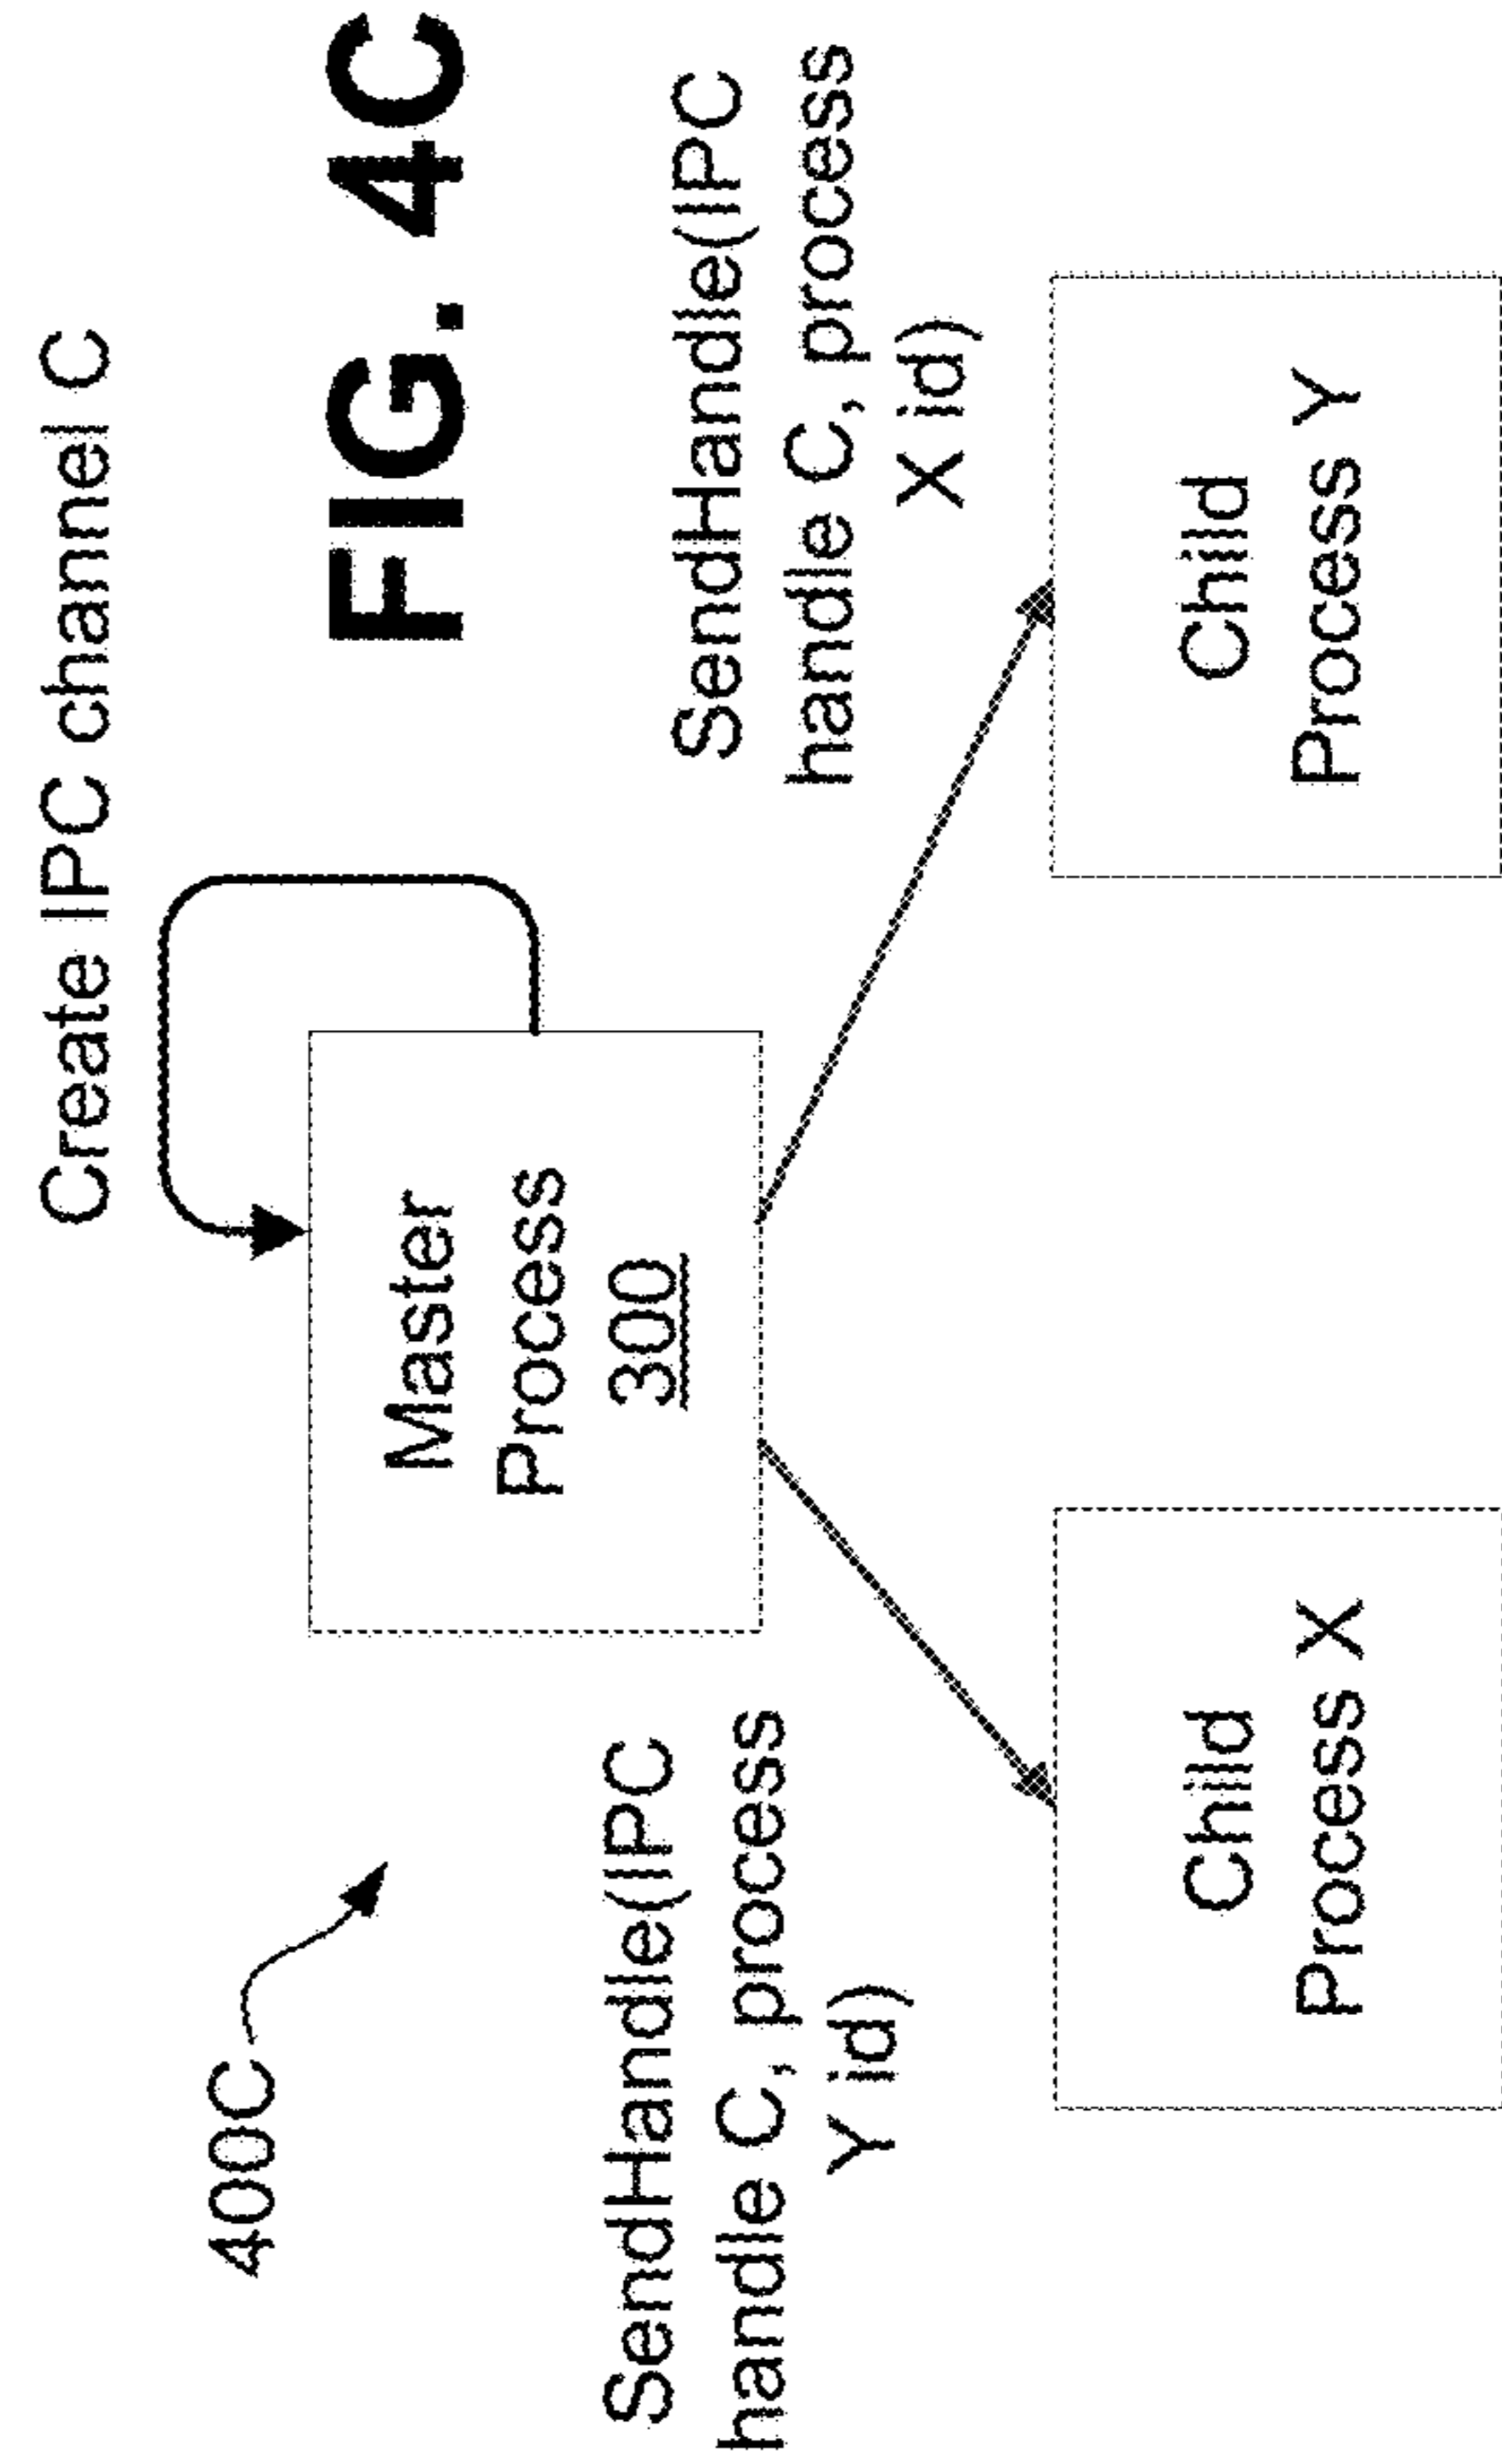 Create IPC channel C
400C
FIG. 4C
Master
Process
300
SendHandle(IPC
handle C, process
Y id)
SendHandle(IPC
handle C, process
X id)
Child
Process X
Child
Process Y